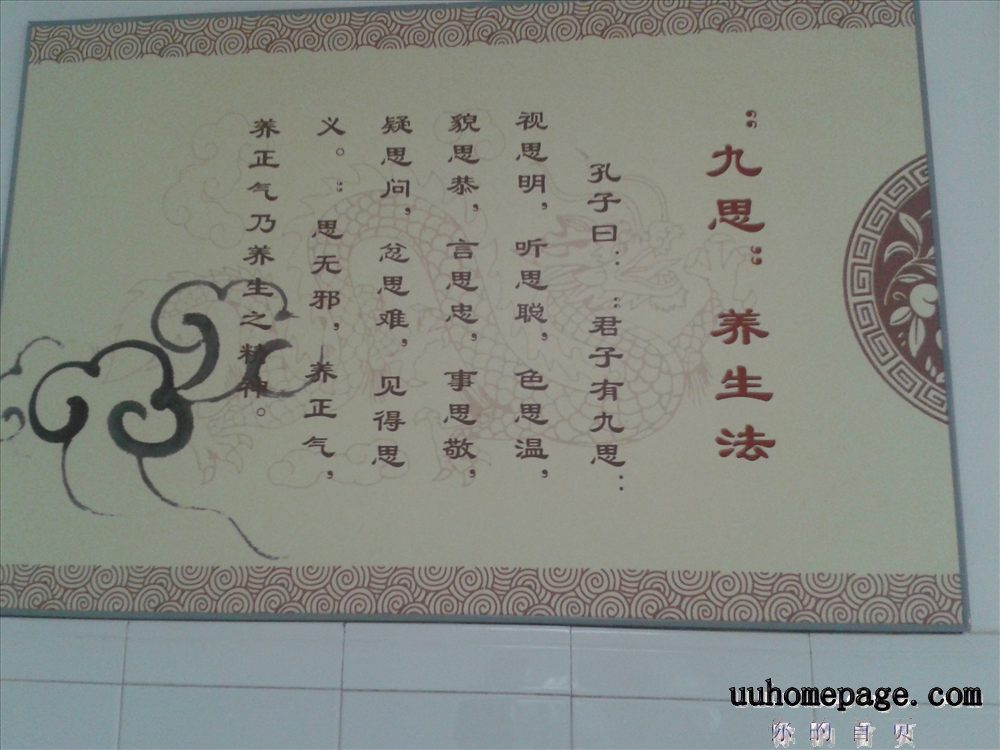 “九思”养生法
孔子曰：“君子有九思：
视思明，听思聪，色思温，
貌思恭，言思忠，事思敬，
疑思问，忿思难，见得思
义。”思无邪，养正气，
养正气乃养生之精神。
uuhomepage.com
你的首页